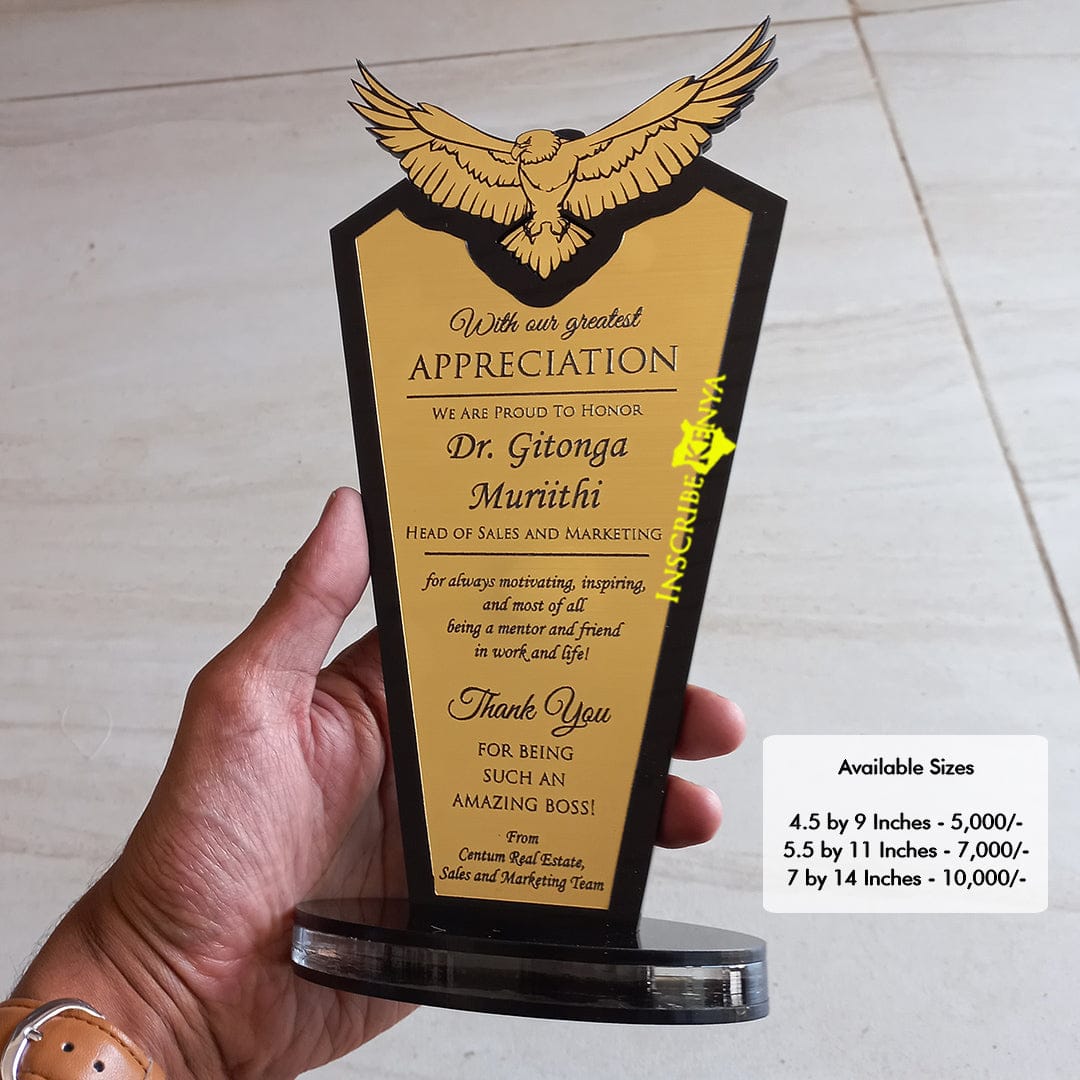 With our greatest
APPRECIATION
WE ARE PROUD TO HONOR
Dr. Gitonga
Muriithi
HEAD OF SALES AND MARKETING
for always motivating, inspiring,
and most of all
being a mentor and friend
in work and life!
Thank You
FOR BEING
SUCH AN
AMAZING BOSS!
From
Centum Real Estate,
Sales and Marketing Team
INSCRIBE KENYA
Available Sizes
4.5 by 9 Inches - 5,000/-
5.5 by 11 Inches - 7,000/-
7 by 14 Inches - 10,000/-